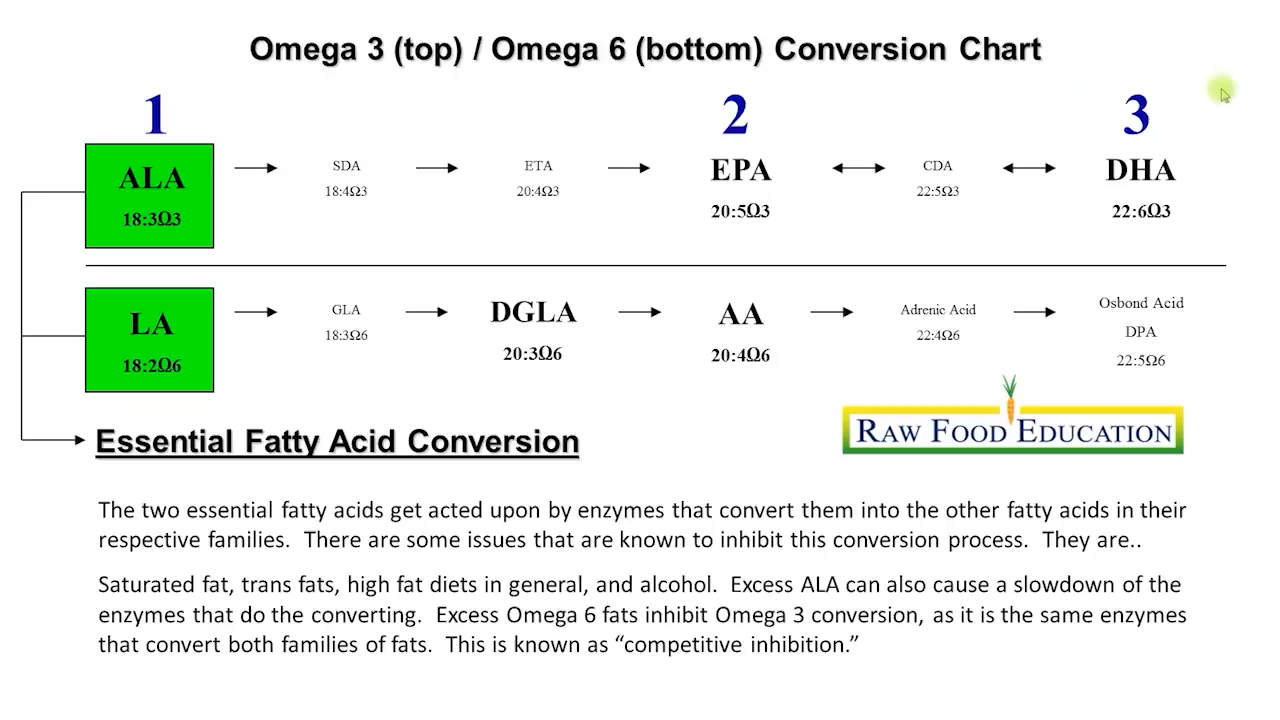 Omega 3 (top) / Omega 6 (bottom) Conversion Chart
1 2 3
ALA SDA ETA EPA CDA DHA
18:3Ω3 18:4Ω3 20:4Ω3 20:5Ω3 22:5Ω3 22:6Ω3
LA GLA DGLA AA Adrenic Acid Osbond Acid
DPA
18:2Ω6 18:3Ω6 20:3Ω6 20:4Ω6 22:4Ω6 22:5Ω6
Essential Fatty Acid Conversion
RAW FOOD EDUCATION
The two essential fatty acids get acted upon by enzymes that convert them into the other fatty acids in their
respective families.  There are some issues that are known to inhibit this conversion process.  They are..
Saturated fat, trans fats, high fat diets in general, and alcohol.  Excess ALA can also cause a slowdown of the
enzymes that do the converting.  Excess Omega 6 fats inhibit Omega 3 conversion, as it is the same enzymes
that convert both families of fats.  This is known as “competitive inhibition.”